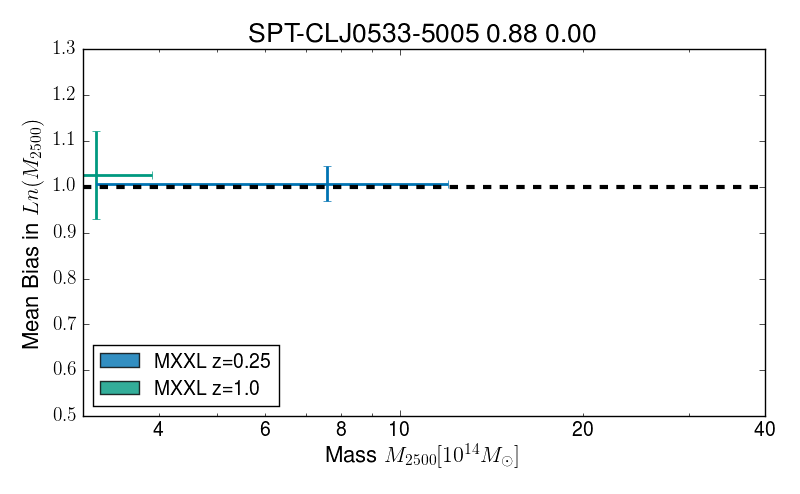 SPT-CLJ0533-5005 0.88 0.00
1.3
1.2
1.1
1.0
0.9
0.8
0.7
0.6
0.5
Mean Bias in Ln(M₂₅₀₀)
MXXL z=0.25
MXXL z=1.0
4 6 8 10 20 40
Mass M₂₅₀₀[10¹⁴M☉]